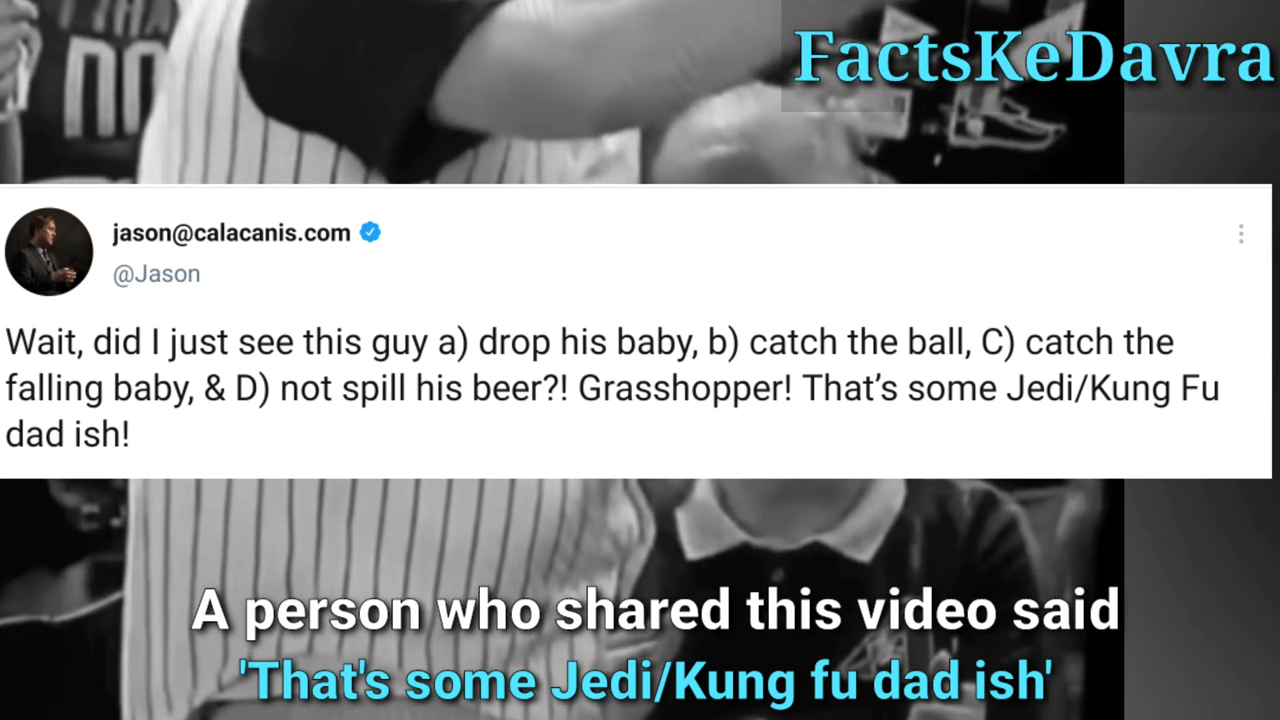 FactsKeDavra
jason@calacanis.com
@Jason
Wait, did I just see this guy a) drop his baby, b) catch the ball, C) catch the
falling baby, & D) not spill his beer?! Grasshopper! That’s some Jedi/Kung Fu
dad ish!
A person who shared this video said
'That's some Jedi/Kung fu dad ish'